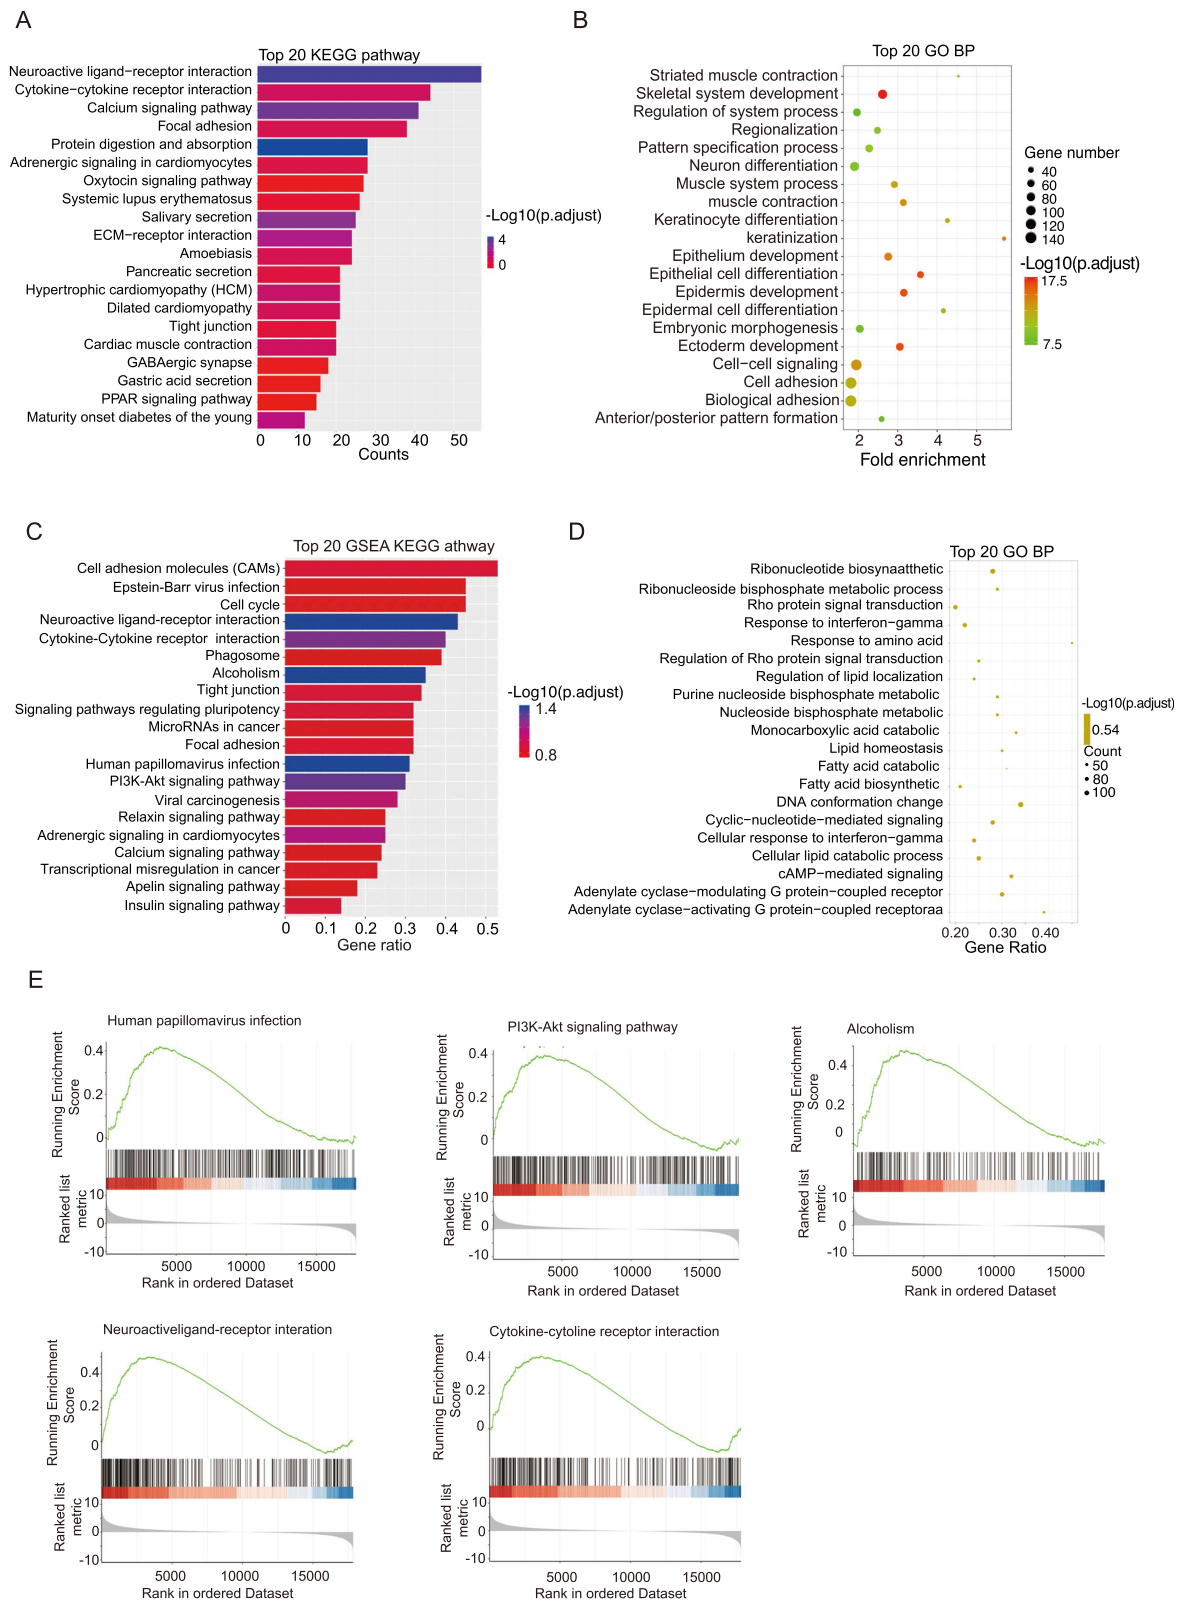 A
Top 20 KEGG pathway
Neuroactive ligand−receptor interaction
Cytokine−cytokine receptor interaction
Calcium signaling pathway
Focal adhesion
Protein digestion and absorption
Adrenergic signaling in cardiomyocytes
Oxytocin signaling pathway
Systemic lupus erythematosus
Salivary secretion
ECM−receptor interaction
Amoebiasis
Pancreatic secretion
Hypertrophic cardiomyopathy (HCM)
Dilated cardiomyopathy
Tight junction
Cardiac muscle contraction
GABAergic synapse
Gastric acid secretion
PPAR signaling pathway
Maturity onset diabetes of the young
0 10 20 30 40 50
Counts
-Log10(p.adjust)
4
0
B
Top 20 GO BP
Striated muscle contraction
Skeletal system development
Regulation of system process
Regionalization
Pattern specification process
Neuron differentiation
Muscle system process
muscle contraction
Keratinocyte differentiation
keratinization
Epithelium development
Epithelial cell differentiation
Epidermis development
Epidermal cell differentiation
Embryonic morphogenesis
Ectoderm development
Cell−cell signaling
Cell adhesion
Biological adhesion
Anterior/posterior pattern formation
2 3 4 5
Fold enrichment
Gene number
40
60
80
100
120
140
-Log10(p.adjust)
17.5
7.5
C
Top 20 GSEA KEGG athway
Cell adhesion molecules (CAMs)
Epstein-Barr virus infection
Cell cycle
Neuroactive ligand-receptor interaction
Cytokine-Cytokine receptor interaction
Phagosome
Alcoholism
Tight junction
Signaling pathways regulating pluripotency
MicroRNAs in cancer
Focal adhesion
Human papillomavirus infection
PI3K-Akt signaling pathway
Viral carcinogenesis
Relaxin signaling pathway
Adrenergic signaling in cardiomyocytes
Calcium signaling pathway
Transcriptional misregulation in cancer
Apelin signaling pathway
Insulin signaling pathway
0 0.1 0.2 0.3 0.4 0.5
Gene ratio
-Log10(p.adjust)
1.4
0.8
D
Top 20 GO BP
Ribonucleotide biosynaatthetic
Ribonucleoside bisphosphate metabolic process
Rho protein signal transduction
Response to interferon−gamma
Response to amino acid
Regulation of Rho protein signal transduction
Regulation of lipid localization
Purine nucleoside bisphosphate metabolic
Nucleoside bisphosphate metabolic
Monocarboxylic acid catabolic
Lipid homeostasis
Fatty acid catabolic
Fatty acid biosynthetic
DNA conformation change
Cyclic−nucleotide−mediated signaling
Cellular response to interferon−gamma
Cellular lipid catabolic process
cAMP−mediated signaling
Adenylate cyclase−modulating G protein−coupled receptor
Adenylate cyclase−activating G protein−coupled receptoraa
0.20 0.30 0.40
Gene Ratio
-Log10(p.adjust)
0.54
Count
50
80
100
E
Human papillomavirus infection
Running Enrichment
Score
0.4
0.2
0
Ranked list
metric
10
0
-10
5000 10000 15000
Rank in ordered Dataset
PI3K-Akt signaling pathway
Running Enrichment
Score
0.4
0.2
0
Ranked list
metric
10
0
-10
5000 10000 15000
Rank in ordered Dataset
Alcoholism
Running Enrichment
Score
0.4
0.2
0
Ranked list
metric
10
0
-10
5000 10000 15000
Rank in ordered Dataset
Neuroactiveligand-receptor interation
Running Enrichment
Score
0.4
0.2
0
Ranked list
metric
10
0
-10
5000 10000 15000
Rank in ordered Dataset
Cytokine-cytoline receptor interaction
Running Enrichment
Score
0.4
0.2
0
Ranked list
metric
10
0
-10
5000 10000 15000
Rank in ordered Dataset